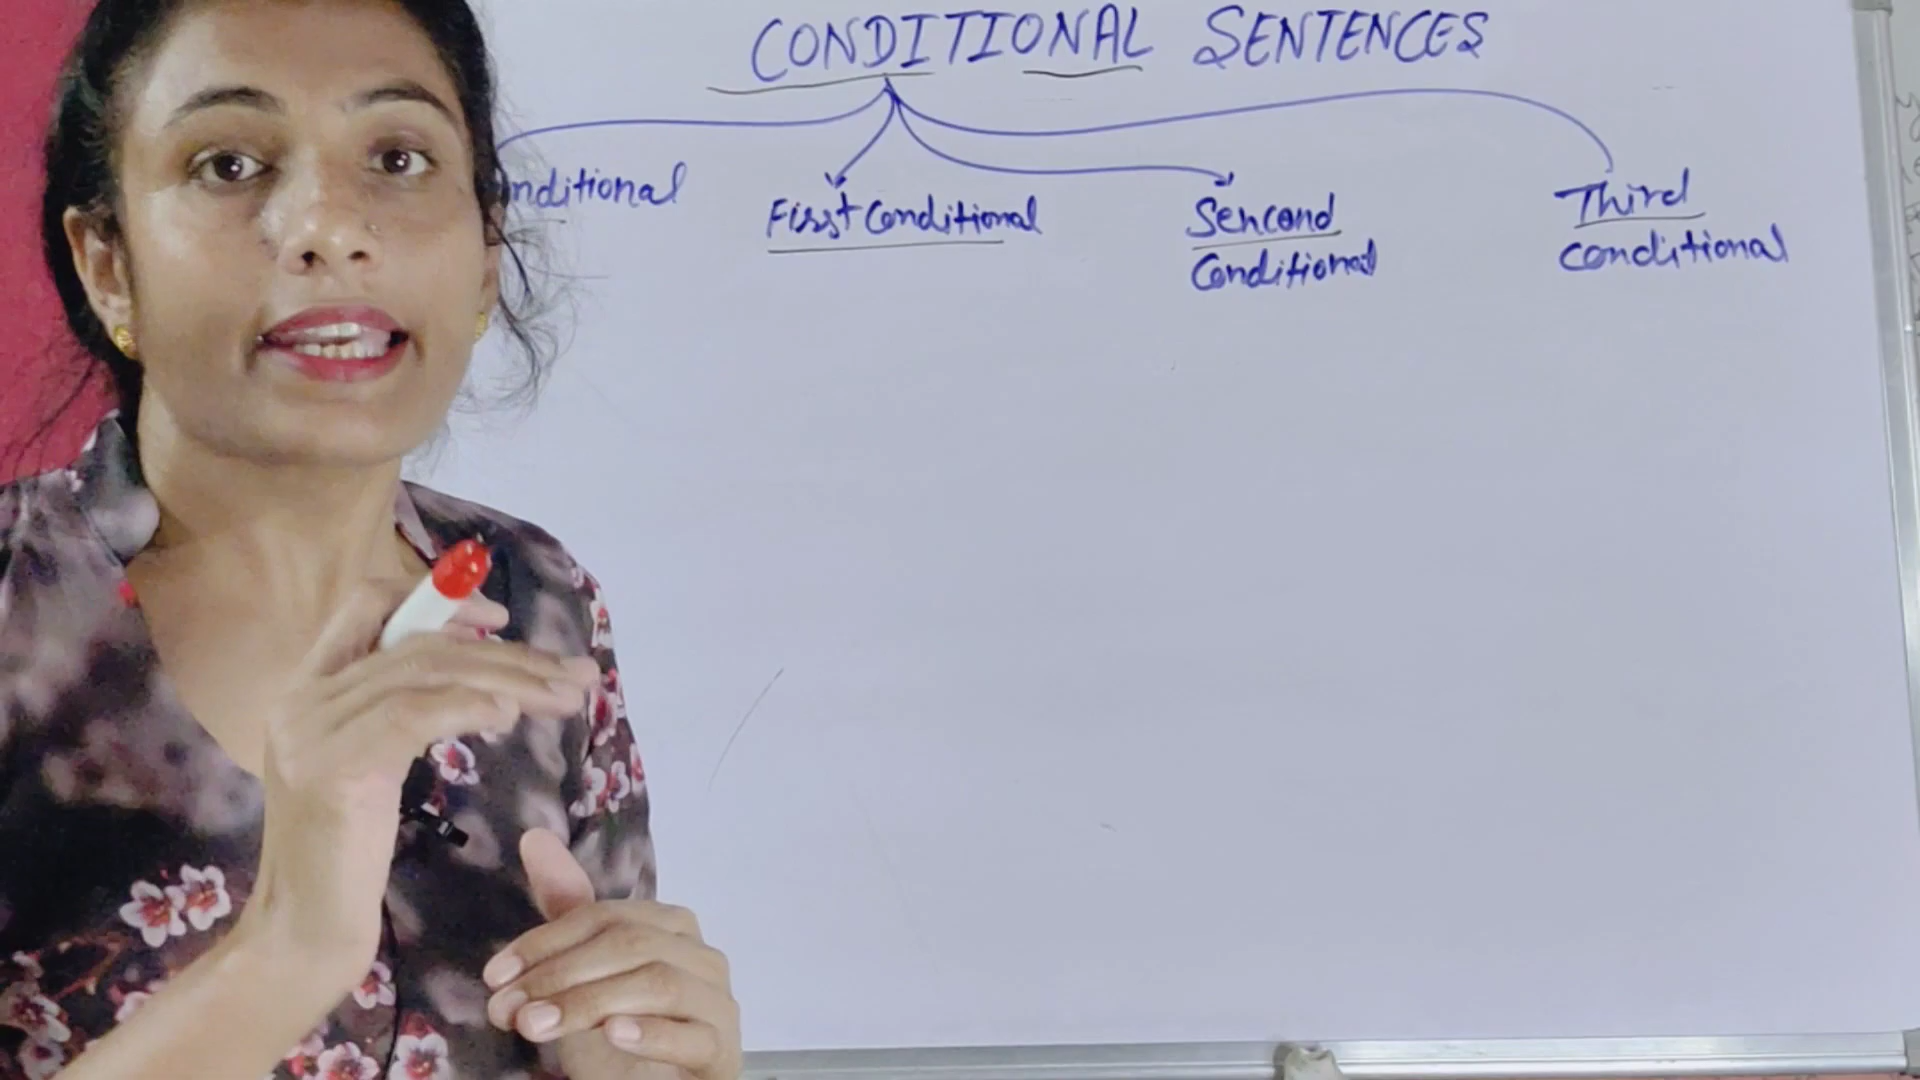 CONDITIONAL SENTENCES
nditional
First Conditional
Sencond
Conditional
Third
conditional